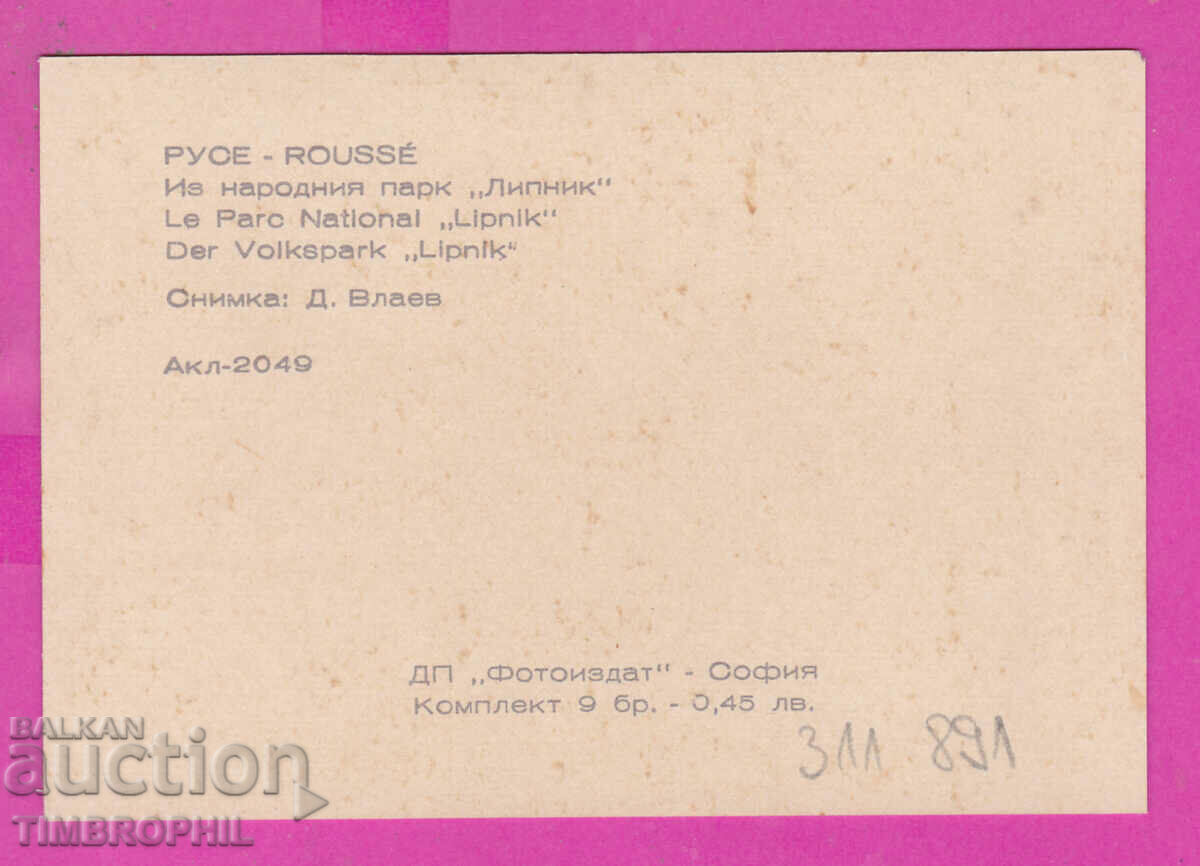 РУСЕ - ROUSSÉ
Из народния парк „Липник“
Le Parc National „Lipnik“
Der Volkspark „Lipnik“
Снимка: Д. Влаев
Акл-2049
ДП „Фотоиздат“ - София
Комплект 9 бр. - 0,45 лв.
311 891
BALKAN
auction
TIMBROPHIL